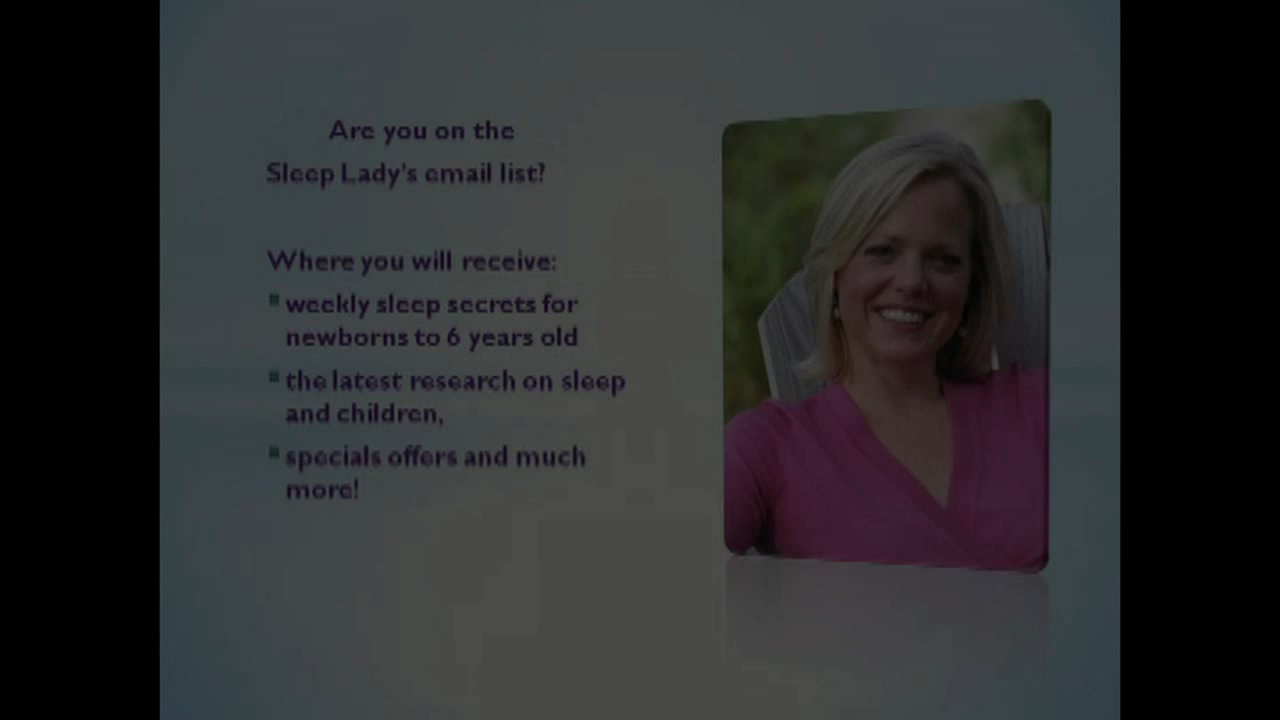 Are you on the
Sleep Lady's email list?
Where you will receive:
weekly sleep secrets for
newborns to 6 years old
the latest research on sleep
and children,
specials offers and much
more!